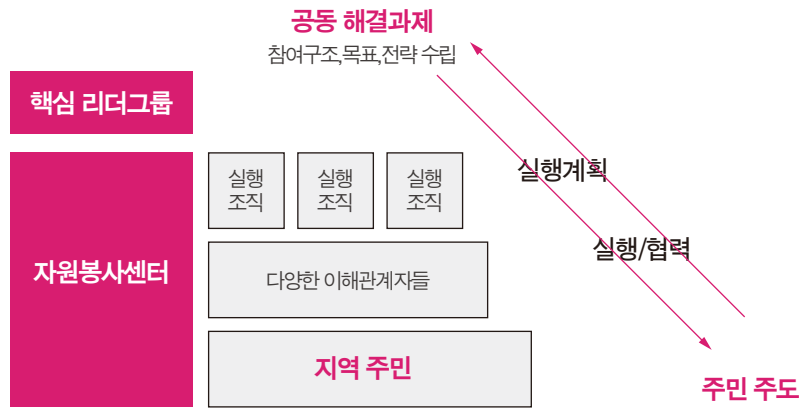 공동 해결과제
참여구조,목표,전략 수립
핵심 리더그룹
자원봉사센터
실행
조직
실행
조직
실행
조직
다양한 이해관계자들
지역 주민
실행계획
실행/협력
주민 주도